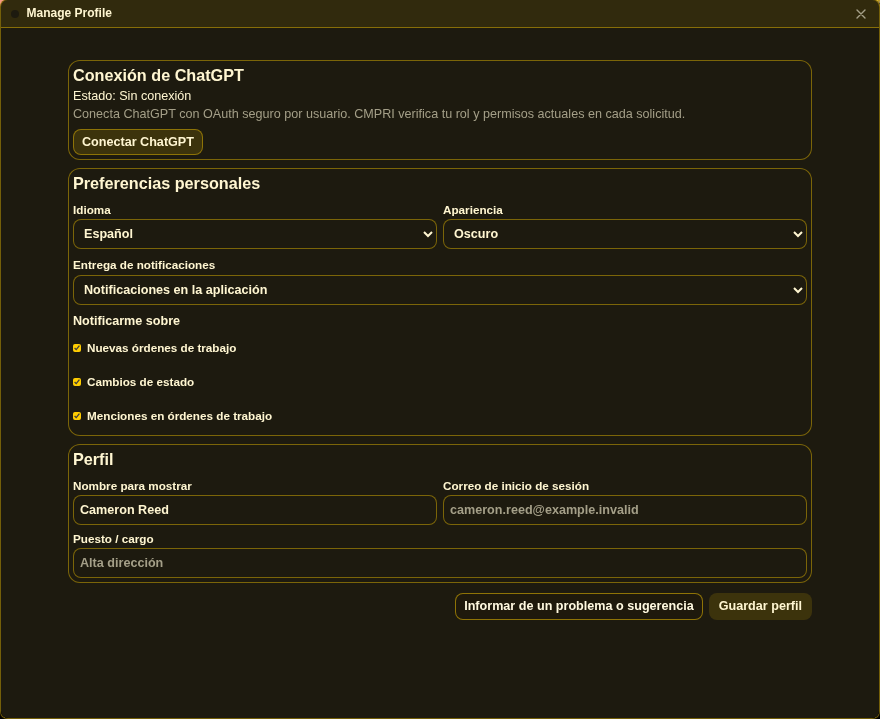 Manage Profile
Conexión de ChatGPT
Estado: Sin conexión
Conecta ChatGPT con OAuth seguro por usuario. CMPRI verifica tu rol y permisos actuales en cada solicitud.
Conectar ChatGPT
Preferencias personales
Idioma
Español
Apariencia
Oscuro
Entrega de notificaciones
Notificaciones en la aplicación
Notificarme sobre
Nuevas órdenes de trabajo
Cambios de estado
Menciones en órdenes de trabajo
Perfil
Nombre para mostrar
Cameron Reed
Correo de inicio de sesión
cameron.reed@example.invalid
Puesto / cargo
Alta dirección
Informar de un problema o sugerencia
Guardar perfil